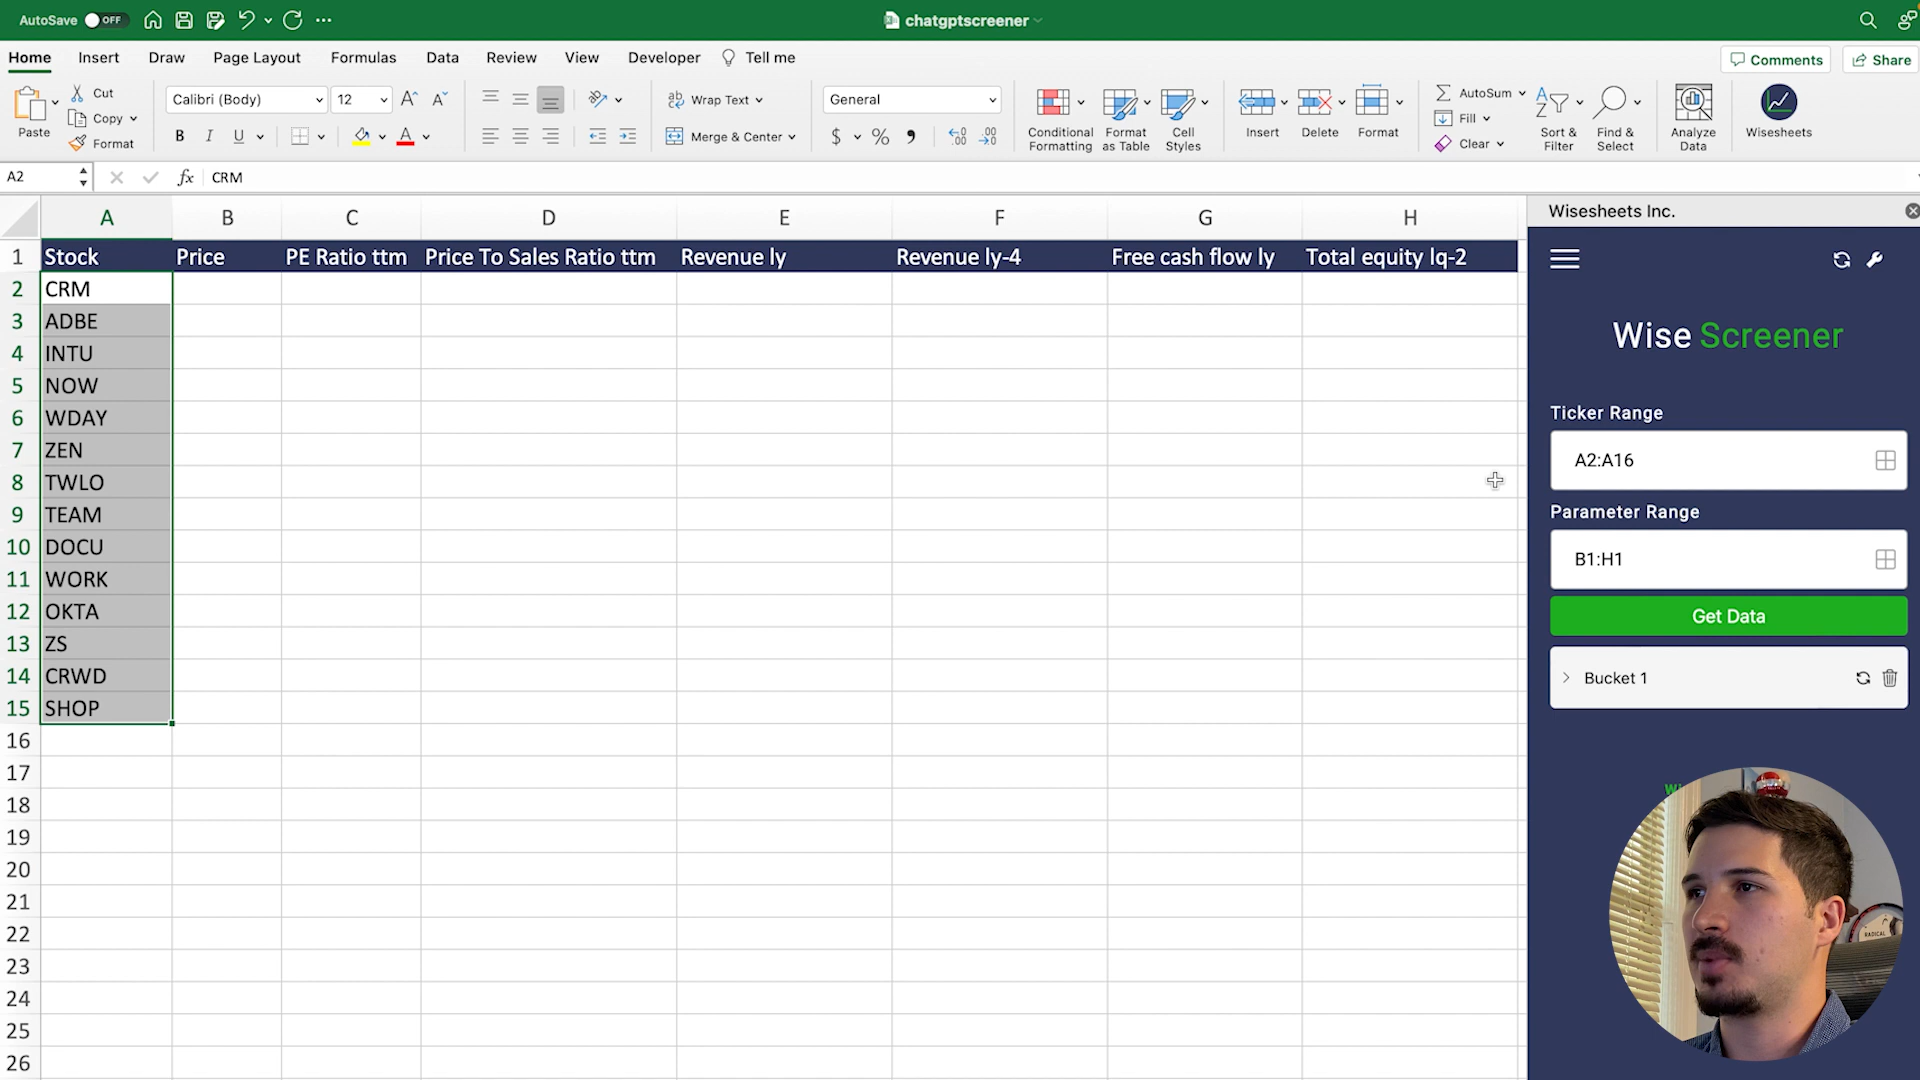 AutoSave OFF
chatgptscreener
Home Insert Draw Page Layout Formulas Data Review View Developer Tell me
Comments Share
Paste
Cut
Copy
Format
Calibri (Body) 12
B I U
Wrap Text
Merge & Center
General
$ %
Conditional Formatting
Format as Table
Cell Styles
Insert
Delete
Format
AutoSum
Fill
Clear
Sort & Filter
Find & Select
Analyze Data
Wisesheets
A2 fx CRM
A B C D E F G H
1 Stock Price PE Ratio ttm Price To Sales Ratio ttm Revenue ly Revenue ly-4 Free cash flow ly Total equity lq-2
2 CRM
3 ADBE
4 INTU
5 NOW
6 WDAY
7 ZEN
8 TWLO
9 TEAM
10 DOCU
11 WORK
12 OKTA
13 ZS
14 CRWD
15 SHOP
16
17
18
19
20
21
22
23
24
25
26
Wisesheets Inc.
Wise Screener
Ticker Range
A2:A16
Parameter Range
B1:H1
Get Data
Bucket 1
RADICAL